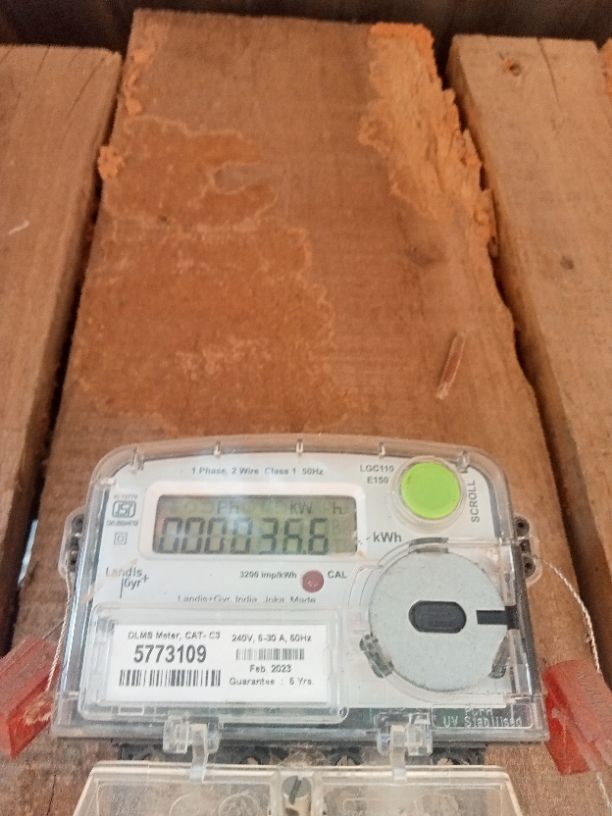 1 Phase, 2 Wire, Class 1 50Hz
LGC110
E150
SCROLL
Ph KW h
000036.6
kWh
Landis
Gyr+
3200 imp/kWh CAL
Landis+Gyr, India, Joka, Made
DLMS Meter, CAT- C3
5773109
240V, 5-30 A, 50Hz
Feb, 2023
Guarantee : 5 Yrs.
UV Stabilised